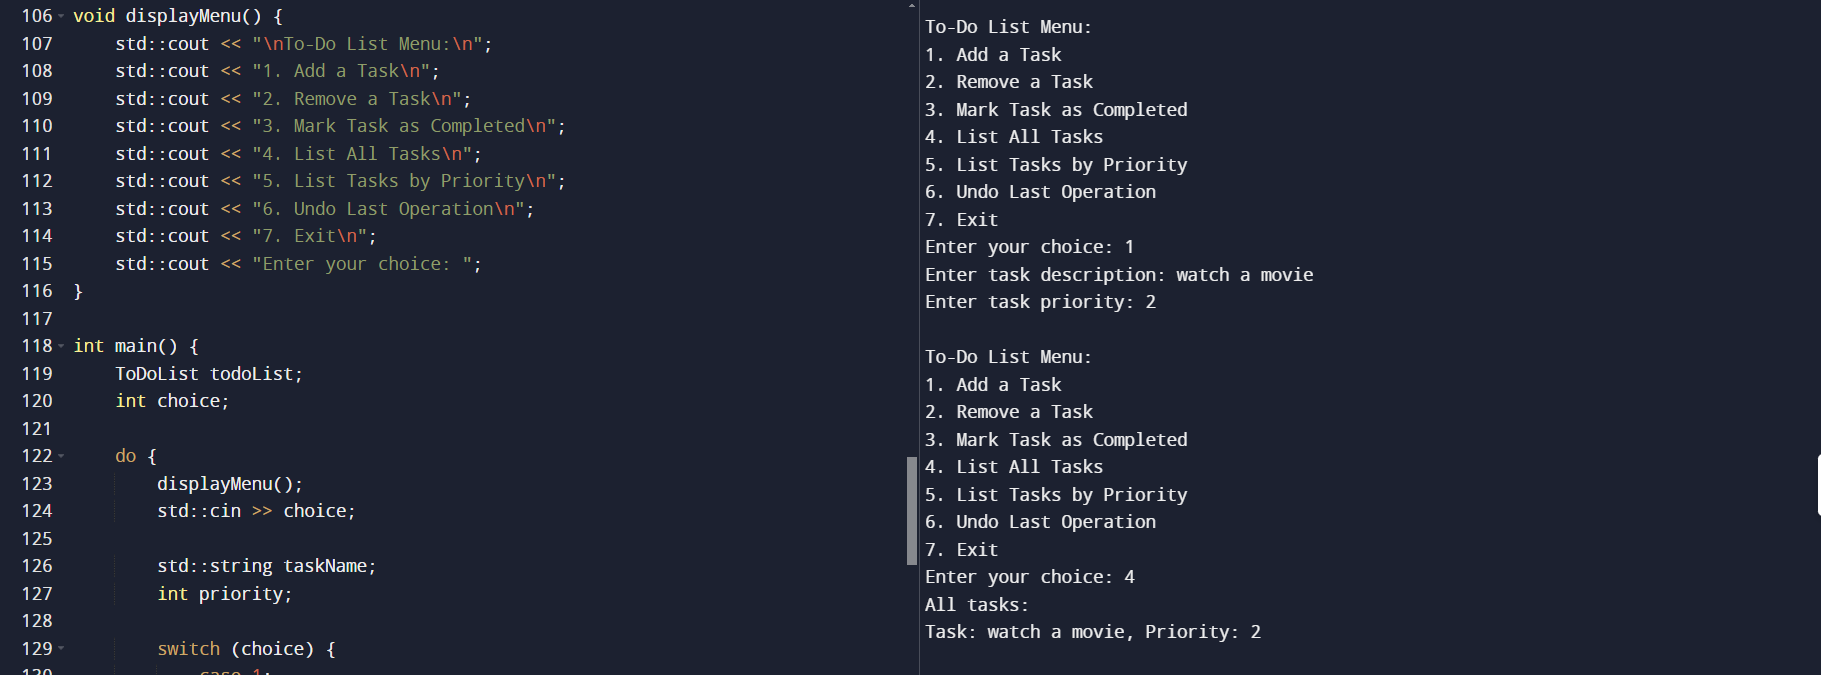 106 void displayMenu() {
107 std::cout << "\nTo-Do List Menu:\n";
108 std::cout << "1. Add a Task\n";
109 std::cout << "2. Remove a Task\n";
110 std::cout << "3. Mark Task as Completed\n";
111 std::cout << "4. List All Tasks\n";
112 std::cout << "5. List Tasks by Priority\n";
113 std::cout << "6. Undo Last Operation\n";
114 std::cout << "7. Exit\n";
115 std::cout << "Enter your choice: ";
116 }
117
118 int main() {
119 ToDoList todoList;
120 int choice;
121
122 do {
123 displayMenu();
124 std::cin >> choice;
125
126 std::string taskName;
127 int priority;
128
129 switch (choice) {
130 case 1:
To-Do List Menu:
1. Add a Task
2. Remove a Task
3. Mark Task as Completed
4. List All Tasks
5. List Tasks by Priority
6. Undo Last Operation
7. Exit
Enter your choice: 1
Enter task description: watch a movie
Enter task priority: 2

To-Do List Menu:
1. Add a Task
2. Remove a Task
3. Mark Task as Completed
4. List All Tasks
5. List Tasks by Priority
6. Undo Last Operation
7. Exit
Enter your choice: 4
All tasks:
Task: watch a movie, Priority: 2